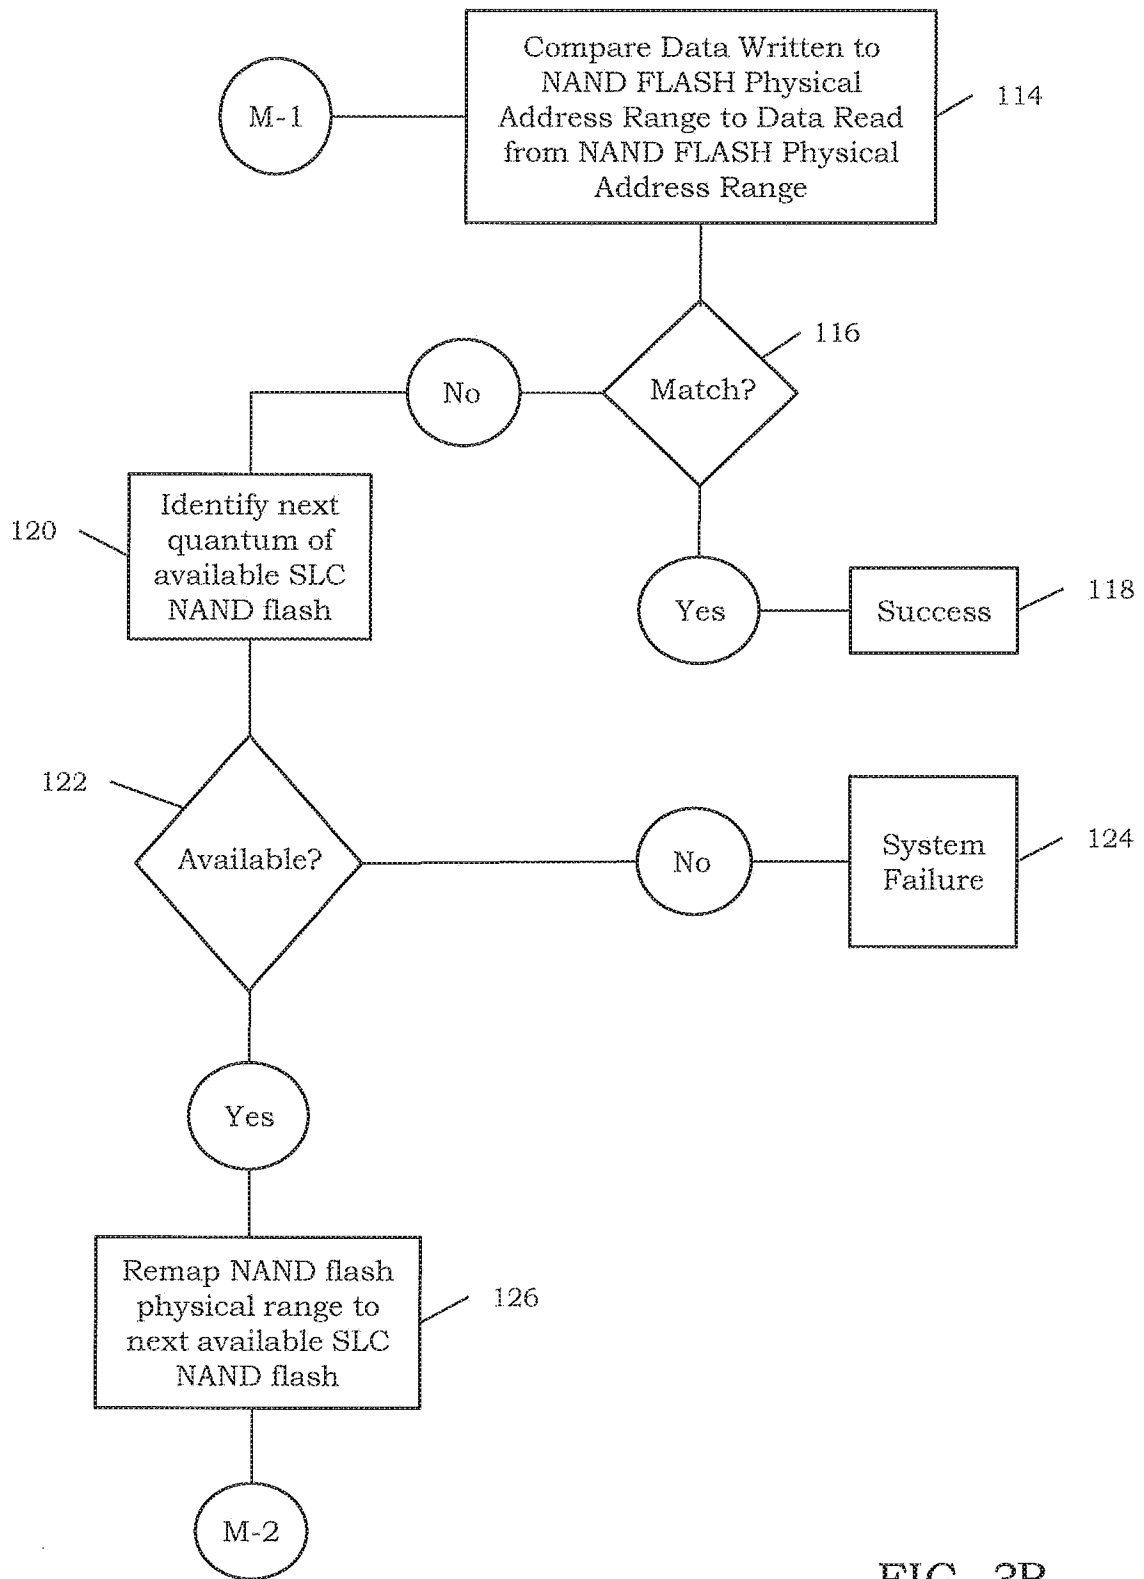 Compare Data Written to
NAND FLASH Physical
Address Range to Data Read
from NAND FLASH Physical
Address Range
M-1
114
116
Match?
No
Identify next
quantum of
available SLC
NAND flash
120
Yes
Success
118
122
Available?
No
System
Failure
124
Yes
Remap NAND flash
physical range to
next available SLC
NAND flash
126
M-2
FIG. 3B